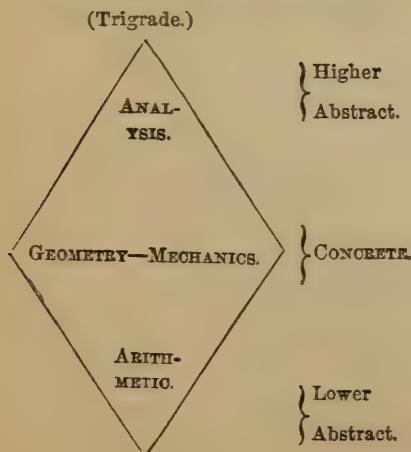 (Trigrade.)
ANAL-
YSIS.
Higher
Abstract.
GEOMETRY—MECHANICS.
CONCRETE.
ARITH-
METIC.
Lower
Abstract.